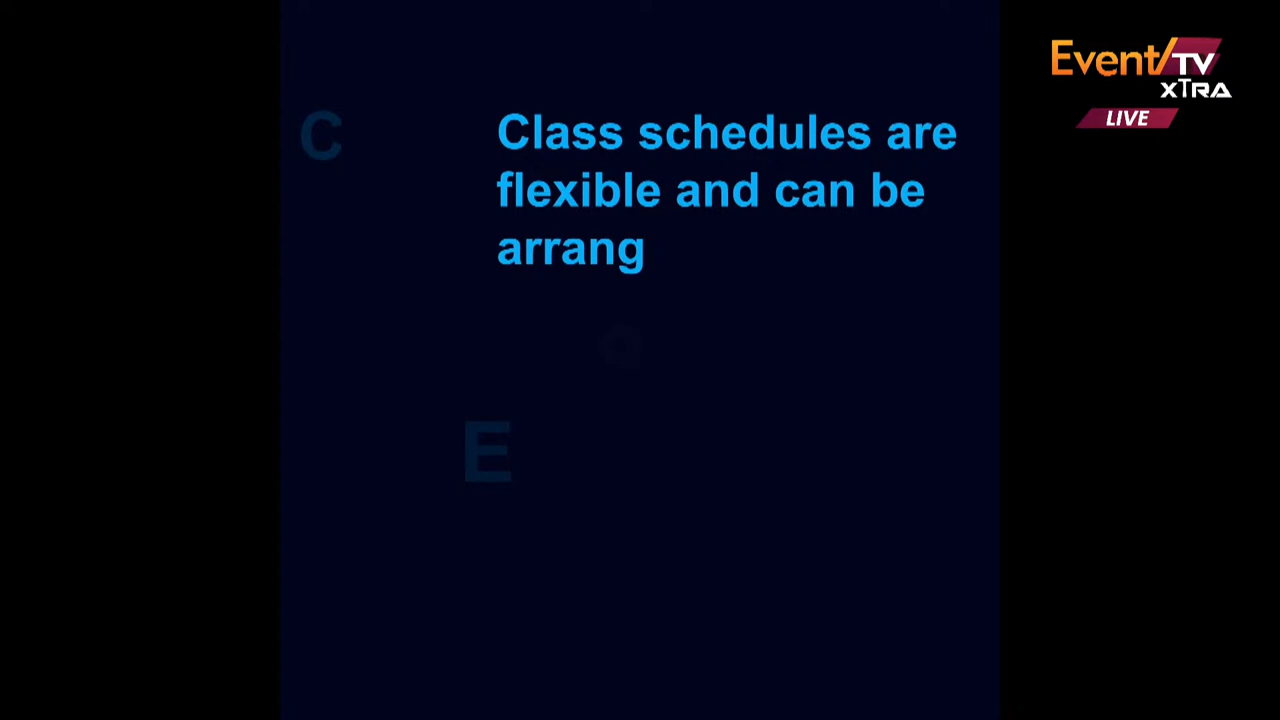 Event TV
XTRA
LIVE
C
Class schedules are
flexible and can be
arrang
E